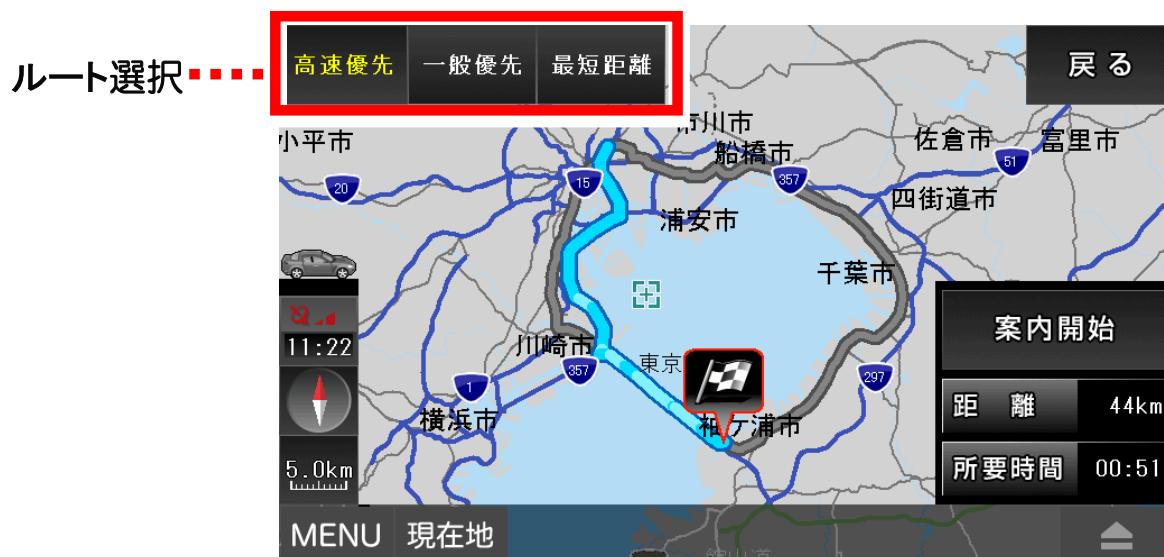 ルート選択
高速優先 一般優先 最短距離
戻る
小平市
市川市
船橋市
佐倉市
富里市
51
20
15
357
四街道市
浦安市
千葉市
11:22
川崎市
357
東京
297
1
横浜市
袖ケ浦市
5.0km
案内開始
距離 44km
所要時間 00:51
MENU 現在地
館山道